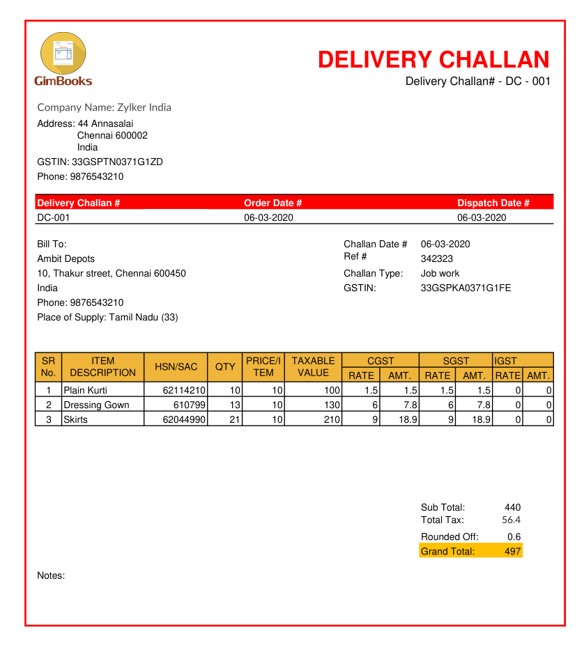 GimBooks
DELIVERY CHALLAN
Delivery Challan# - DC - 001
Company Name: Zylker India
Address: 44 Annasalai
Chennai 600002
India
GSTIN: 33GSPTN0371G1ZD
Phone: 9876543210
Delivery Challan # Order Date # Dispatch Date #
DC-001 06-03-2020 06-03-2020
Bill To:
Ambit Depots
10, Thakur street, Chennai 600450
India
Phone: 9876543210
Place of Supply: Tamil Nadu (33)
Challan Date # 06-03-2020
Ref # 342323
Challan Type: Job work
GSTIN: 33GSPKA0371G1FE
SR No. ITEM DESCRIPTION HSN/SAC QTY PRICE/I TEM TAXABLE VALUE CGST SGST IGST
RATE AMT. RATE AMT. RATE AMT.
1 Plain Kurti 62114210 10 10 100 1.5 1.5 1.5 1.5 0 0
2 Dressing Gown 610799 13 10 130 6 7.8 6 7.8 0 0
3 Skirts 62044990 21 10 210 9 18.9 9 18.9 0 0
Sub Total: 440
Total Tax: 56.4
Rounded Off: 0.6
Grand Total: 497
Notes: